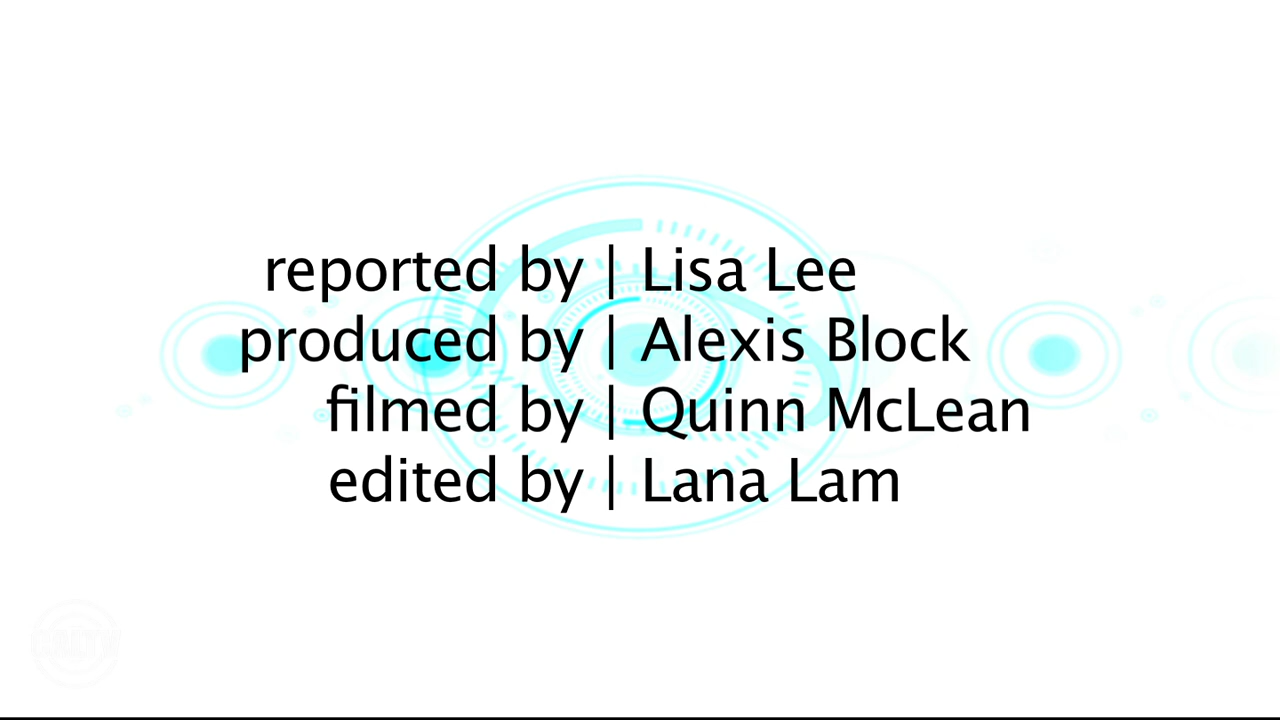 reported by | Lisa Lee
produced by | Alexis Block
filmed by | Quinn McLean
edited by | Lana Lam